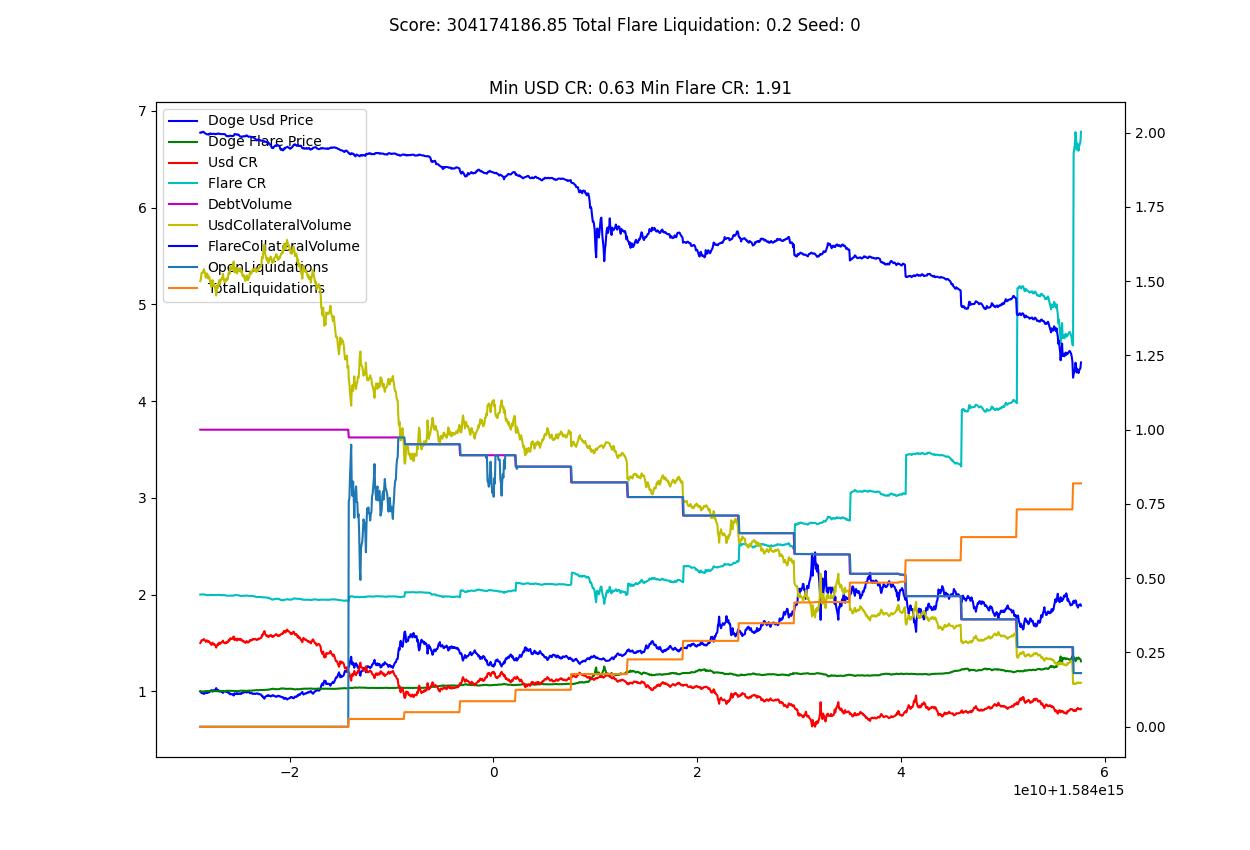 Score: 304174186.85 Total Flare Liquidation: 0.2 Seed: 0
Min USD CR: 0.63 Min Flare CR: 1.91
Doge Usd Price
Doge Flare Price
Usd CR
Flare CR
DebtVolume
UsdCollateralVolume
FlareCollateralVolume
OpenLiquidations
TotalLiquidations
7
6
5
4
3
2
1
2.00
1.75
1.50
1.25
1.00
0.75
0.50
0.25
0.00
−2
0
2
4
6
1e10+1.584e15